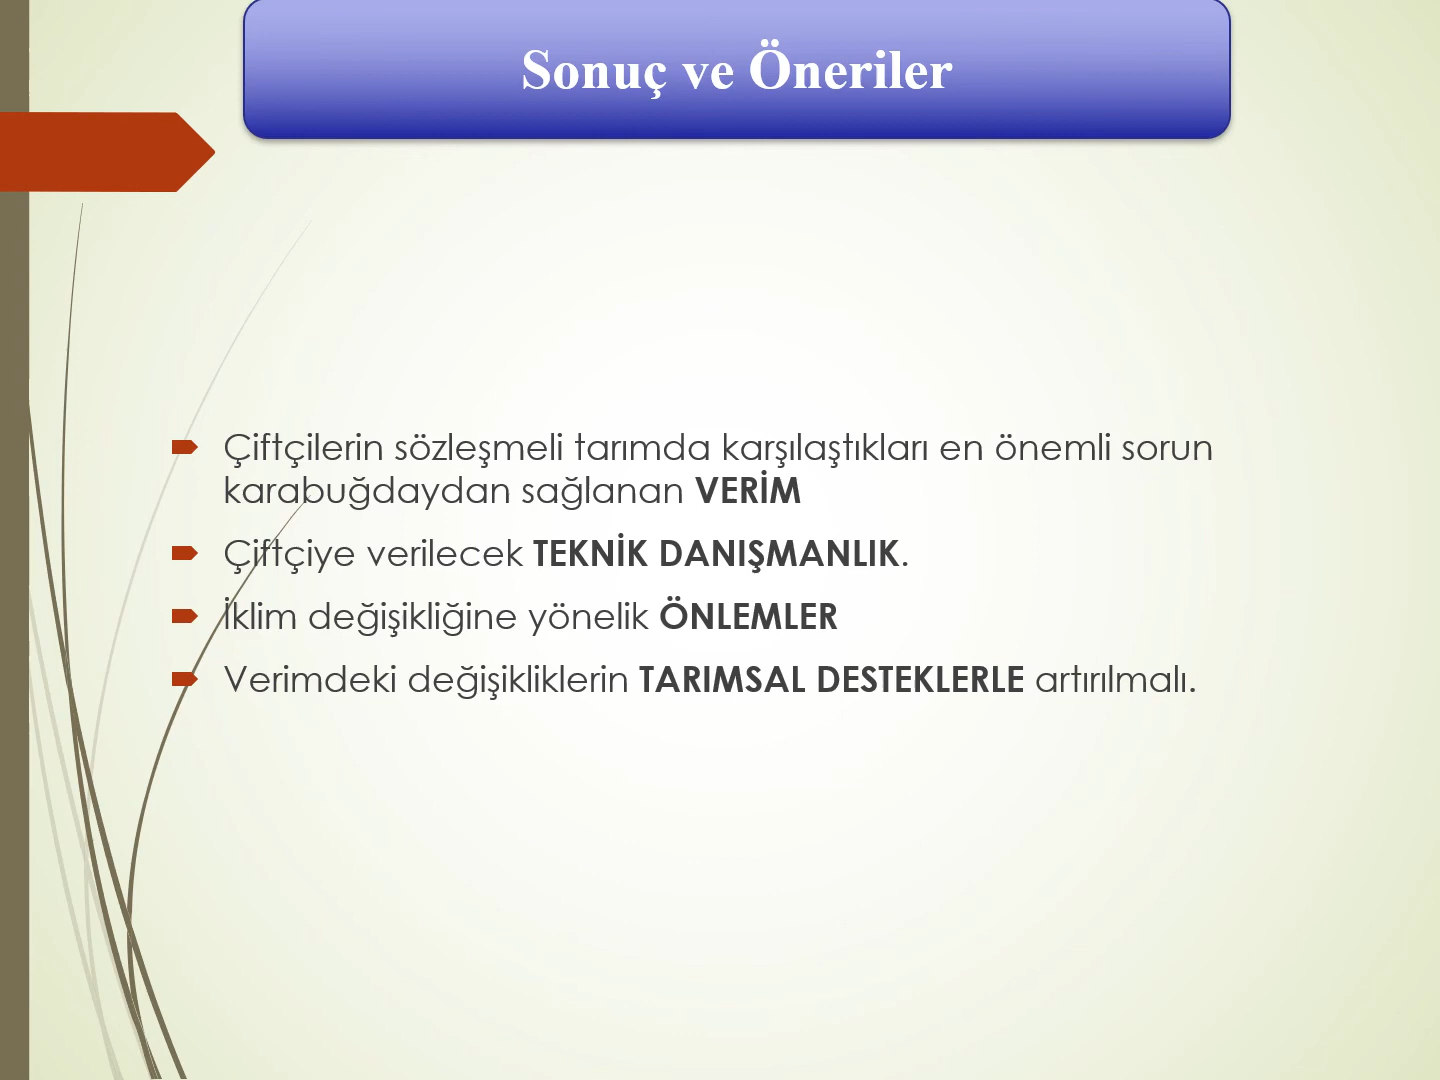 Sonuç ve Öneriler
Çiftçilerin sözleşmeli tarımda karşılaştıkları en önemli sorun
karabuğdaydan sağlanan VERİM
Çiftçiye verilecek TEKNİK DANIŞMANLIK.
İklim değişikliğine yönelik ÖNLEMLER
Verimdeki değişikliklerin TARIMSAL DESTEKLERLE artırılmalı.